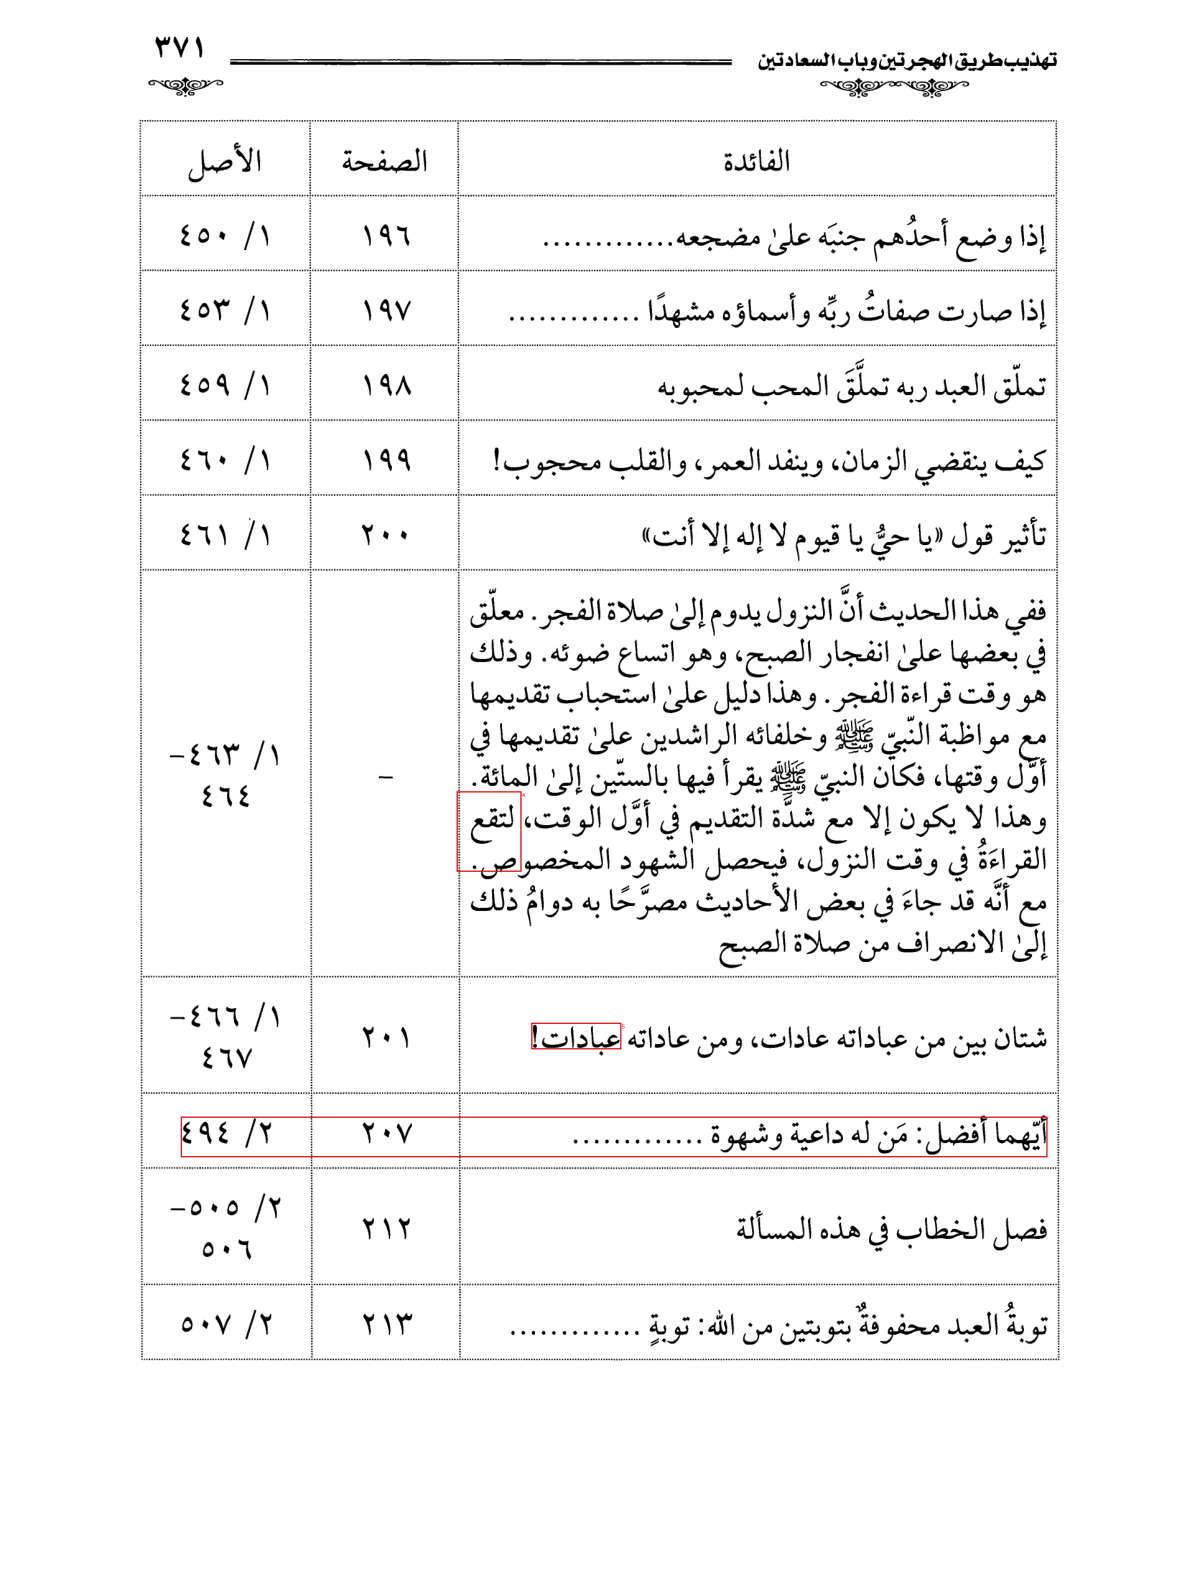 تهذيب طريق الهجرتين وباب السعادتين ٣٧١
الفائدة الصفحة الأصل
إذا وضع أحدُهم جنبَه علىٰ مضجعه............. ١٩٦ ١/ ٤٥٠
إذا صارت صفاتُ ربِّه وأسماؤه مشهدًا ............. ١٩٧ ١/ ٤٥٣
تملّق العبد ربه تملَّقَ المحب لمحبوبه ١٩٨ ١/ ٤٥٩
كيف ينقضي الزمان، وينفد العمر، والقلب محجوب! ١٩٩ ١/ ٤٦٠
تأثير قول «يا حيُّ يا قيوم لا إله إلا أنت» ٢٠٠ ١/ ٤٦١
ففي هذا الحديث أنَّ النزول يدوم إلىٰ صلاة الفجر. معلّق
في بعضها علىٰ انفجار الصبح، وهو اتساع ضوئه. وذلك
هو وقت قراءة الفجر. وهذا دليل علىٰ استحباب تقديمها
مع مواظبة النّبيّ ﷺ وخلفائه الراشدين علىٰ تقديمها في
أوَّل وقتها، فكان النبيّ ﷺ يقرأ فيها بالستّين إلىٰ المائة.
وهذا لا يكون إلا مع شدَّة التقديم في أوَّل الوقت، لتقع
القراءَةُ في وقت النزول، فيحصل الشهود المخصوص.
مع أنَّه قد جاءَ في بعض الأحاديث مصرَّحًا به دوامُ ذلك
إلىٰ الانصراف من صلاة الصبح
–
١/ ٤٦٣–
٤٦٤
شتان بين من عباداته عادات، ومن عاداته عبادات! ٢٠١ ١/ ٤٦٦–
٤٦٧
أيّهما أفضل: مَن له داعية وشهوة ............. ٢٠٧ ٢/ ٤٩٤
فصل الخطاب في هذه المسألة ٢١٢ ٢/ ٥٠٥–
٥٠٦
توبةُ العبد محفوفةٌ بتوبتين من الله: توبةٍ ............. ٢١٣ ٢/ ٥٠٧